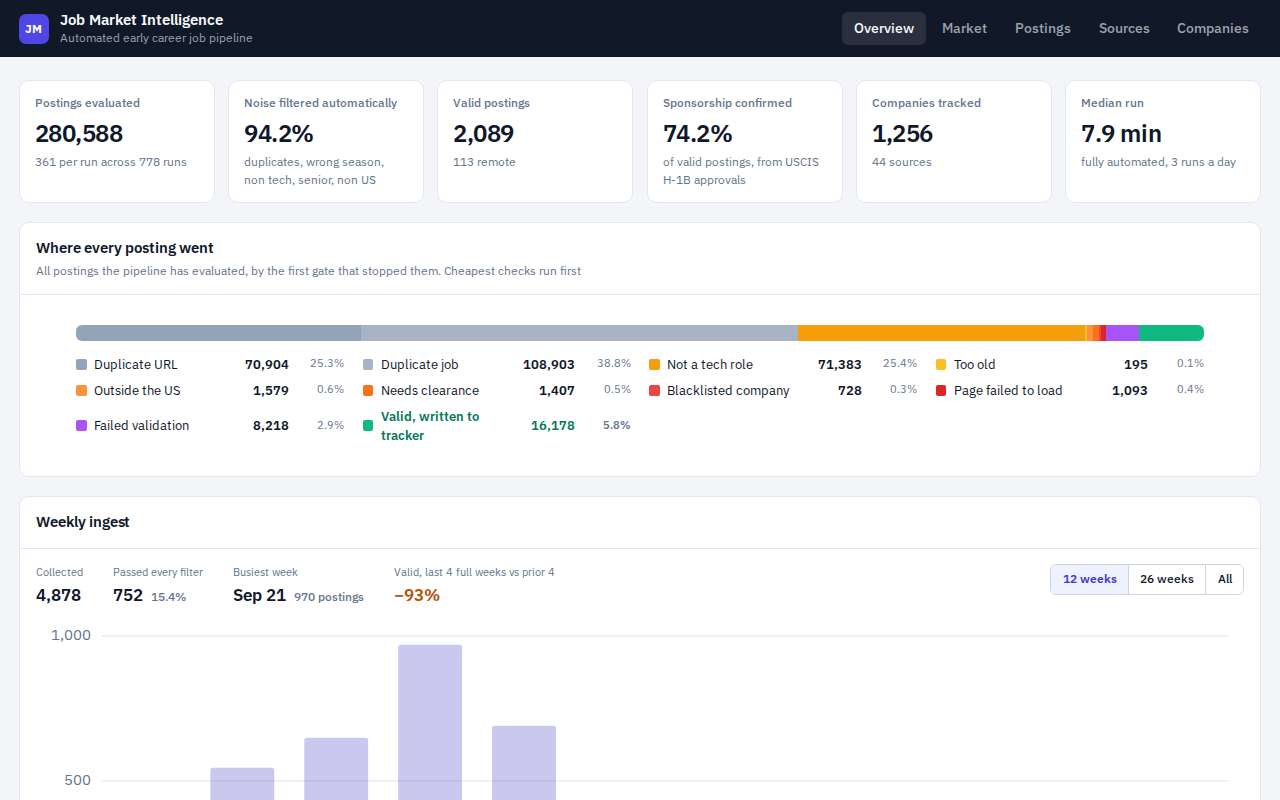 JM
Job Market Intelligence
Automated early career job pipeline
Overview
Market
Postings
Sources
Companies
Postings evaluated
280,588
361 per run across 778 runs
Noise filtered automatically
94.2%
duplicates, wrong season,
non tech, senior, non US
Valid postings
2,089
113 remote
Sponsorship confirmed
74.2%
of valid postings, from USCIS
H-1B approvals
Companies tracked
1,256
44 sources
Median run
7.9 min
fully automated, 3 runs a day
Where every posting went
All postings the pipeline has evaluated, by the first gate that stopped them. Cheapest checks run first
Duplicate URL 70,904 25.3%
Duplicate job 108,903 38.8%
Not a tech role 71,383 25.4%
Too old 195 0.1%
Outside the US 1,579 0.6%
Needs clearance 1,407 0.5%
Blacklisted company 728 0.3%
Page failed to load 1,093 0.4%
Failed validation 8,218 2.9%
Valid, written to
tracker 16,178 5.8%
Weekly ingest
Collected
4,878
Passed every filter
752 15.4%
Busiest week
Sep 21 970 postings
Valid, last 4 full weeks vs prior 4
−93%
12 weeks
26 weeks
All
1,000
500